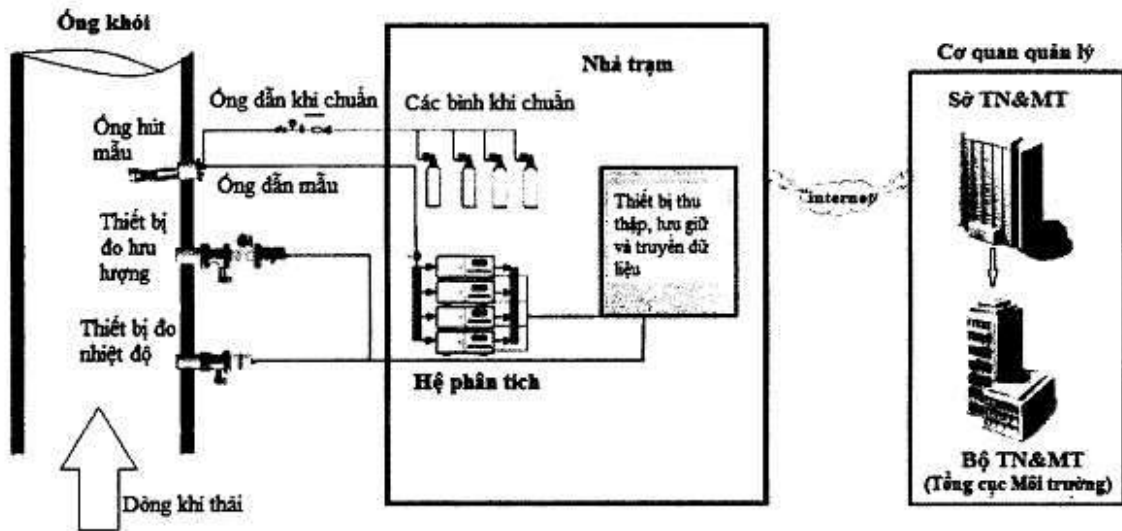 Ống khói
Nhà trạm
Cơ quan quản lý
Sở TN&MT
Ống dẫn khí chuẩn
Các bình khí chuẩn
Ống hút
mẫu
Ống dẫn mẫu
Thiết bị thu
thập, lưu giữ
và truyền dữ
liệu
internet
Thiết bị
đo lưu
lượng
Thiết bị đo
nhiệt độ
Hệ phân tích
Bộ TN&MT
(Tổng cục Môi trường)
Dòng khí thải